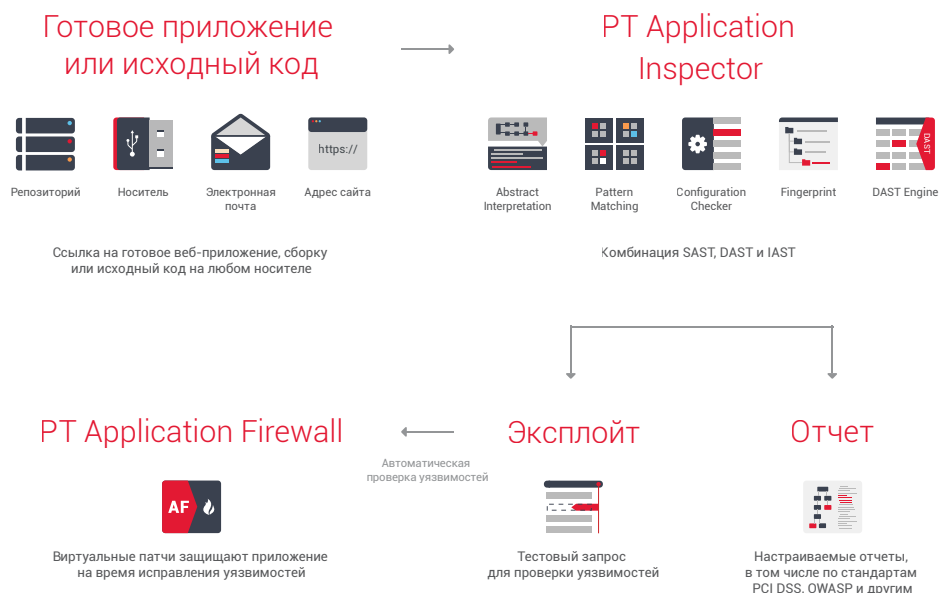 Готовое приложение
или исходный код
PT Application
Inspector
https://
DAST
Репозиторий
Носитель
Электронная
почта
Адрес сайта
Abstract
Interpretation
Pattern
Matching
Configuration
Checker
Fingerprint
DAST Engine
Ссылка на готовое веб-приложение, сборку
или исходный код на любом носителе
Комбинация SAST, DAST и IAST
PT Application Firewall
Эксплойт
Отчет
Автоматическая
проверка уязвимостей
AF
Виртуальные патчи защищают приложение
на время исправления уязвимостей
Тестовый запрос
для проверки уязвимостей
Настраиваемые отчеты,
в том числе по стандартам
PCI DSS, OWASP и другим